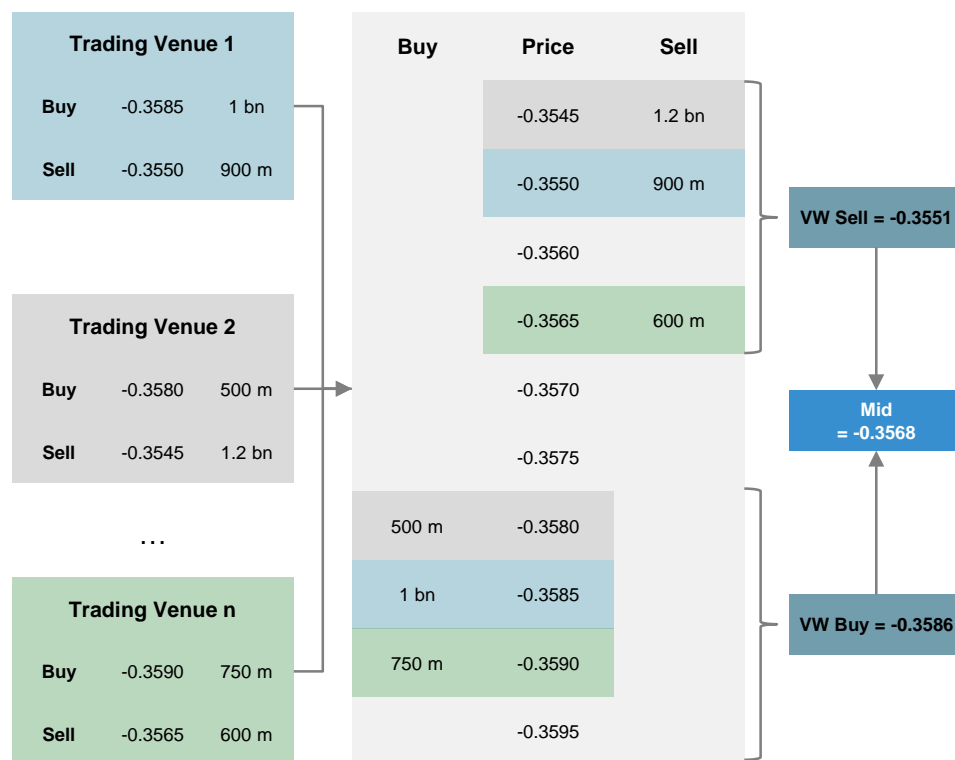 Trading Venue 1
Buy -0.3585 1 bn
Sell -0.3550 900 m
Trading Venue 2
Buy -0.3580 500 m
Sell -0.3545 1.2 bn
...
Trading Venue n
Buy -0.3590 750 m
Sell -0.3565 600 m
Buy Price Sell
-0.3545 1.2 bn
-0.3550 900 m
-0.3560
-0.3565 600 m
-0.3570
-0.3575
500 m -0.3580
1 bn -0.3585
750 m -0.3590
-0.3595
VW Sell = -0.3551
Mid
= -0.3568
VW Buy = -0.3586